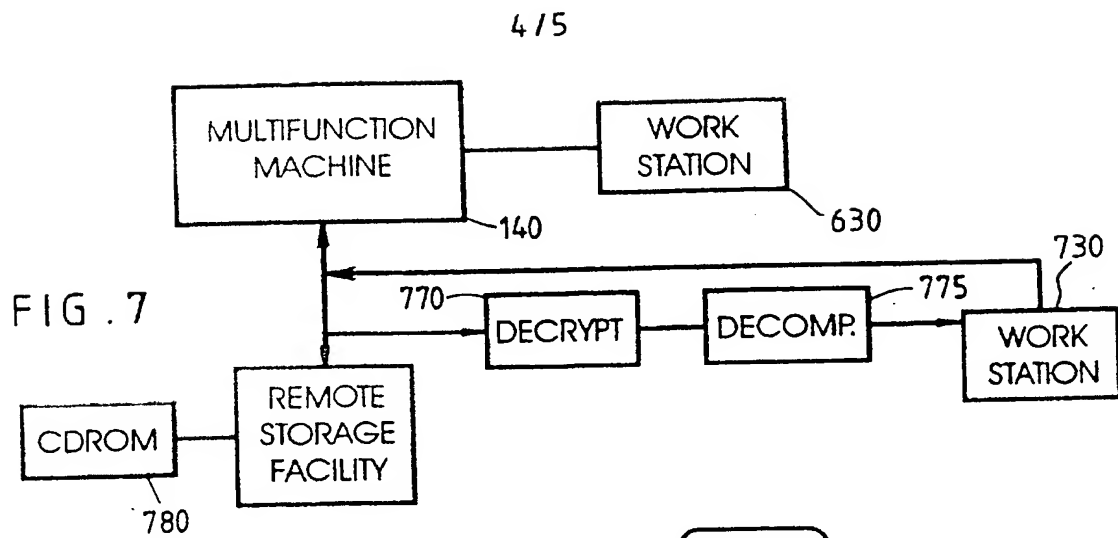 4/5
MULTIFUNCTION
MACHINE
140
WORK
STATION
630
FIG. 7
770
DECRYPT
775
DECOMP.
730
WORK
STATION
REMOTE
STORAGE
FACILITY
CDROM
780